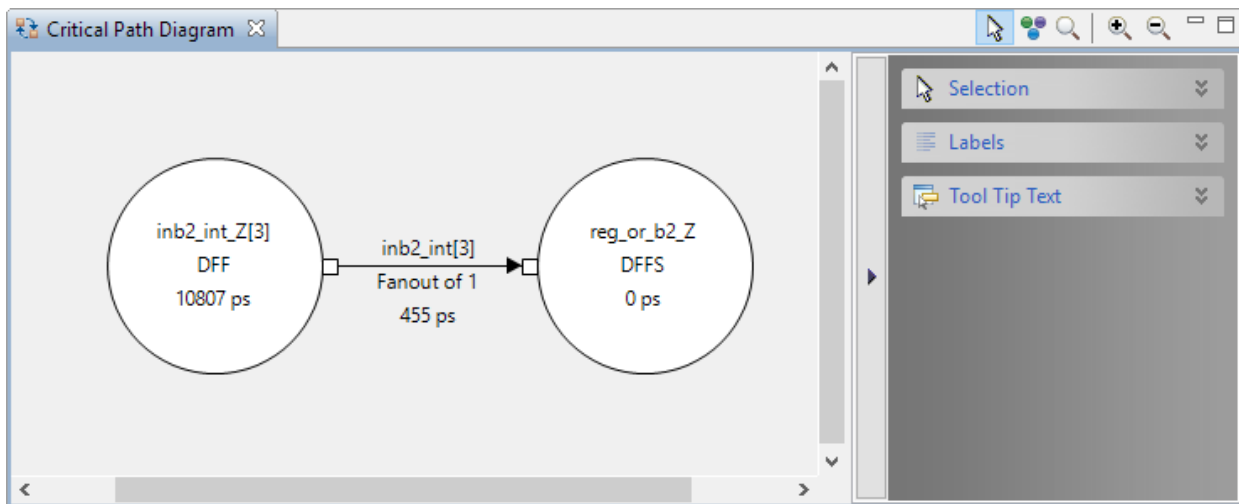 Critical Path Diagram
inb2_int_Z[3]
DFF
10807 ps
inb2_int[3]
Fanout of 1
455 ps
reg_or_b2_Z
DFFS
0 ps
Selection
Labels
Tool Tip Text